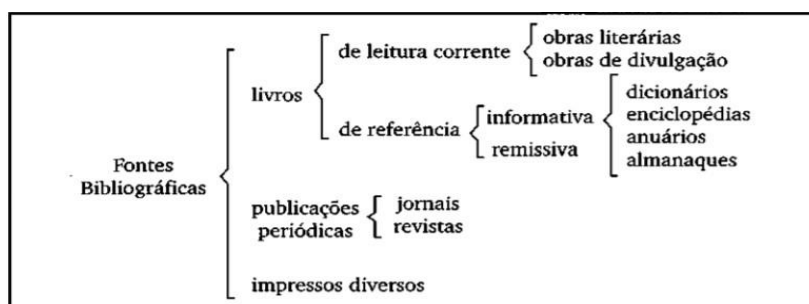 Fontes
Bibliográficas
livros
de leitura corrente
obras literárias
obras de divulgação
de referência
informativa
dicionários
enciclopédias
anuários
almanaques
remissiva
publicações
periódicas
jornais
revistas
impressos diversos